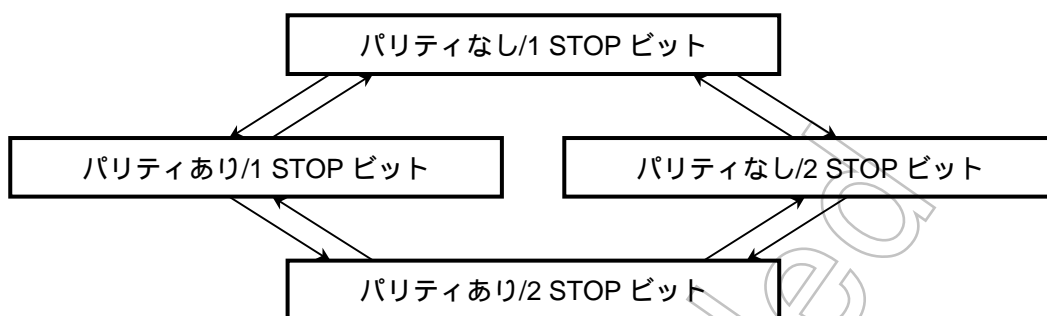 パリティなし/1 STOP ビット
パリティあり/1 STOP ビット
パリティなし/2 STOP ビット
パリティあり/2 STOP ビット